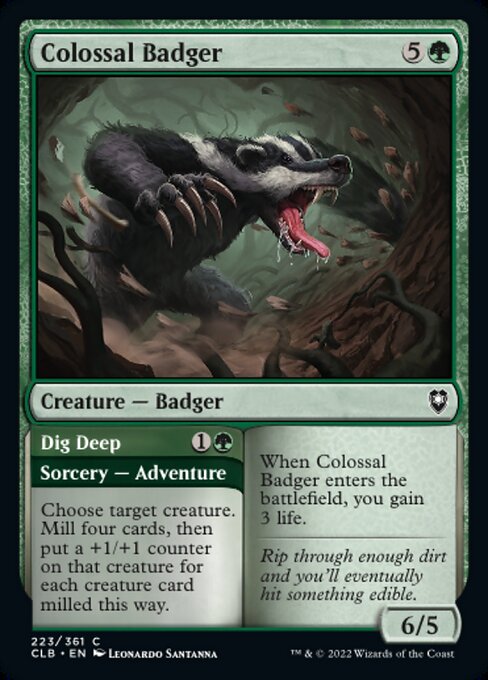 Colossal Badger 5
Creature — Badger
Dig Deep 1
Sorcery — Adventure
Choose target creature.
Mill four cards, then
put a +1/+1 counter
on that creature for
each creature card
milled this way.
When Colossal
Badger enters the
battlefield, you gain
3 life.
Rip through enough dirt
and you'll eventually
hit something edible.
6/5
223/361 C
CLB • EN Leonardo Santanna
™ & © 2022 Wizards of the Coast